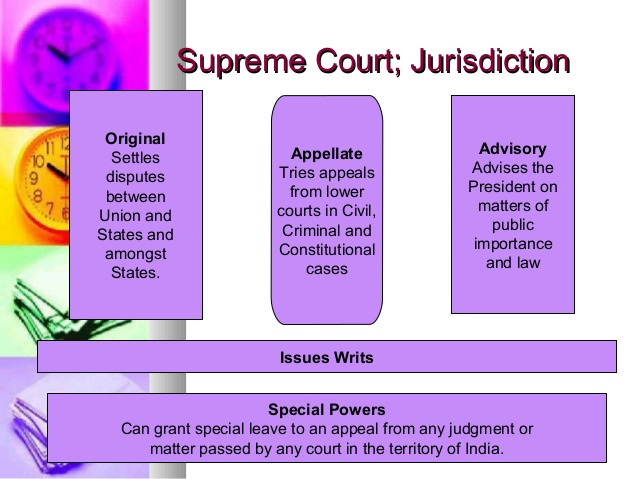 Supreme Court; Jurisdiction
Original
Settles
disputes
between
Union and
States and
amongst
States.
Appellate
Tries appeals
from lower
courts in Civil,
Criminal and
Constitutional
cases
Advisory
Advises the
President on
matters of
public
importance
and law
Issues Writs
Special Powers
Can grant special leave to an appeal from any judgment or
matter passed by any court in the territory of India.